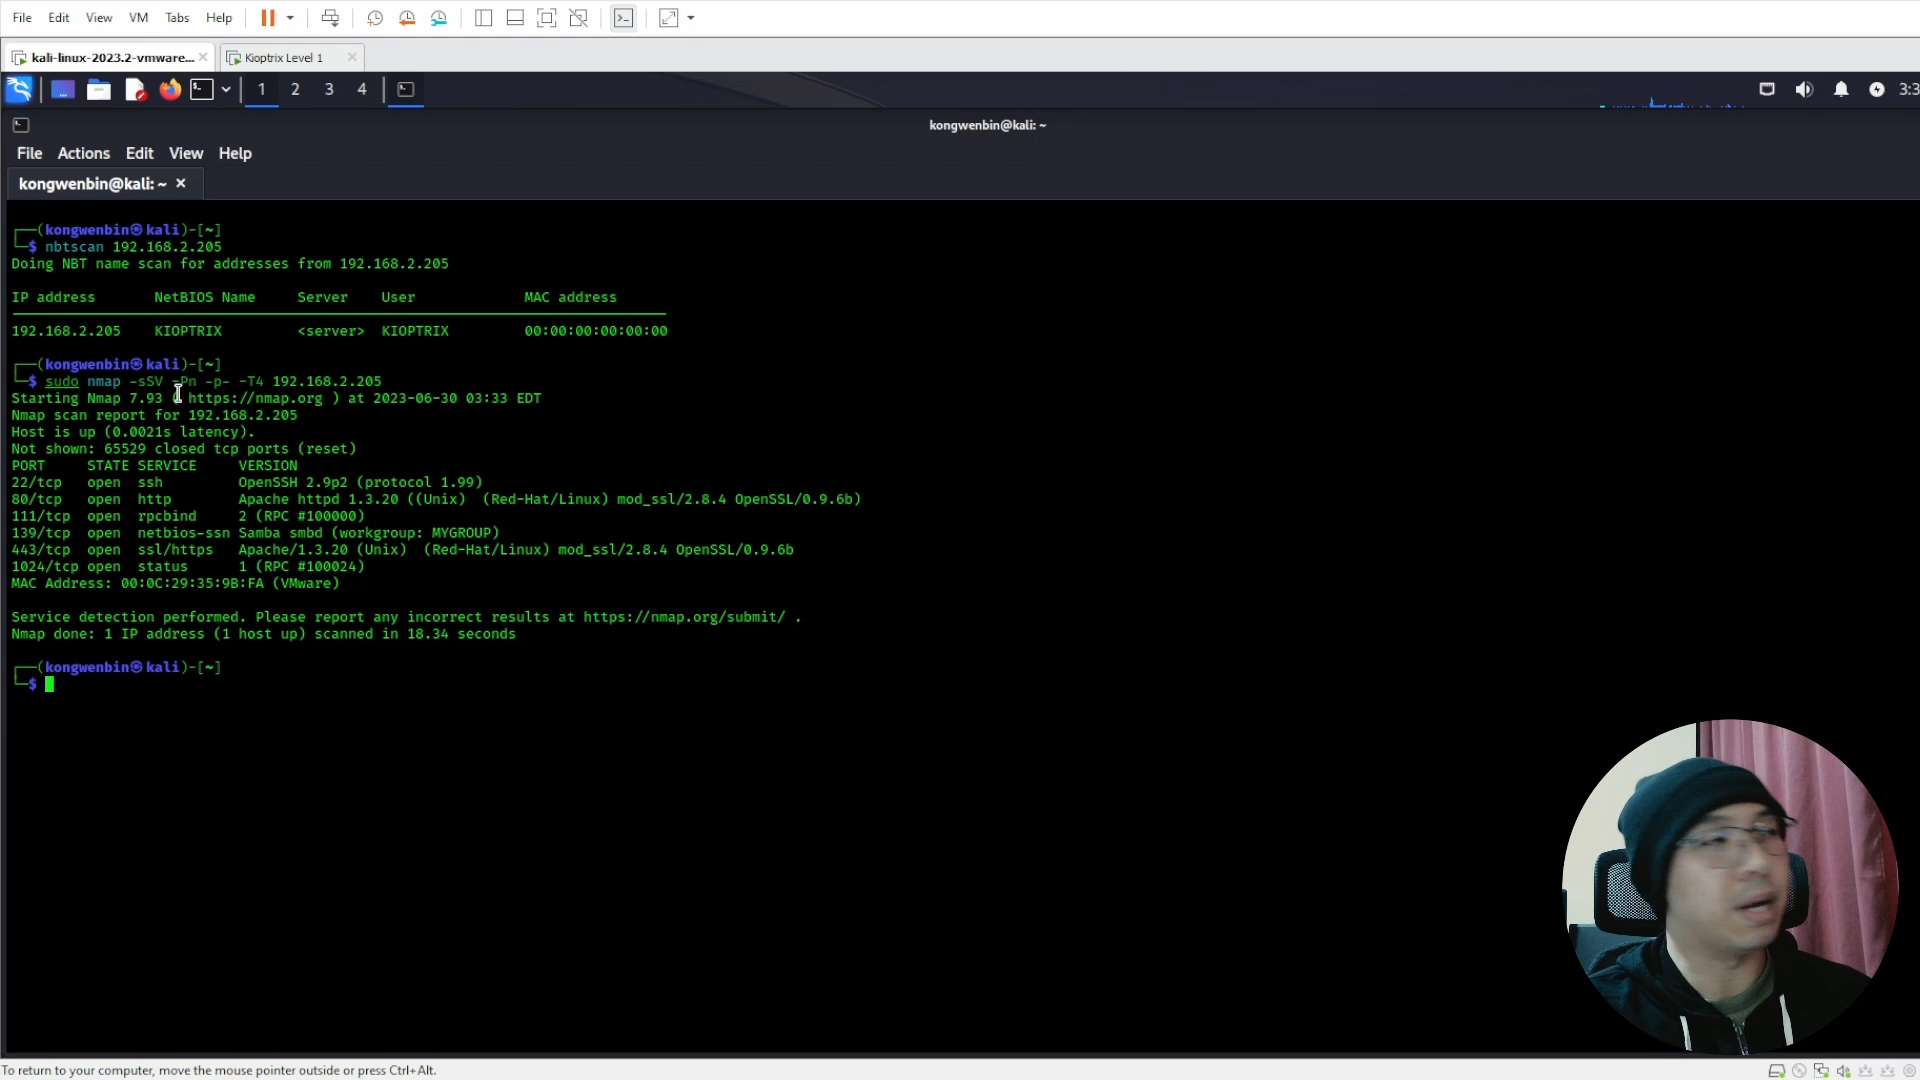 File Edit View VM Tabs Help
kali-linux-2023.2-vmware... Kioptrix Level 1
1 2 3 4 3:3
kongwenbin@kali: ~
File Actions Edit View Help
kongwenbin@kali: ~
(kongwenbin㉿kali)-[~]
$ nbtscan 192.168.2.205
Doing NBT name scan for addresses from 192.168.2.205
IP address NetBIOS Name Server User MAC address
192.168.2.205 KIOPTRIX <server> KIOPTRIX 00:00:00:00:00:00
(kongwenbin㉿kali)-[~]
$ sudo nmap -sSV -Pn -p- -T4 192.168.2.205
Starting Nmap 7.93 ( https://nmap.org ) at 2023-06-30 03:33 EDT
Nmap scan report for 192.168.2.205
Host is up (0.0021s latency).
Not shown: 65529 closed tcp ports (reset)
PORT STATE SERVICE VERSION
22/tcp open ssh OpenSSH 2.9p2 (protocol 1.99)
80/tcp open http Apache httpd 1.3.20 ((Unix) (Red-Hat/Linux) mod_ssl/2.8.4 OpenSSL/0.9.6b)
111/tcp open rpcbind 2 (RPC #100000)
139/tcp open netbios-ssn Samba smbd (workgroup: MYGROUP)
443/tcp open ssl/https Apache/1.3.20 (Unix) (Red-Hat/Linux) mod_ssl/2.8.4 OpenSSL/0.9.6b
1024/tcp open status 1 (RPC #100024)
MAC Address: 00:0C:29:35:9B:FA (VMware)
Service detection performed. Please report any incorrect results at https://nmap.org/submit/ .
Nmap done: 1 IP address (1 host up) scanned in 18.34 seconds
(kongwenbin㉿kali)-[~]
$
To return to your computer, move the mouse pointer outside or press Ctrl+Alt.